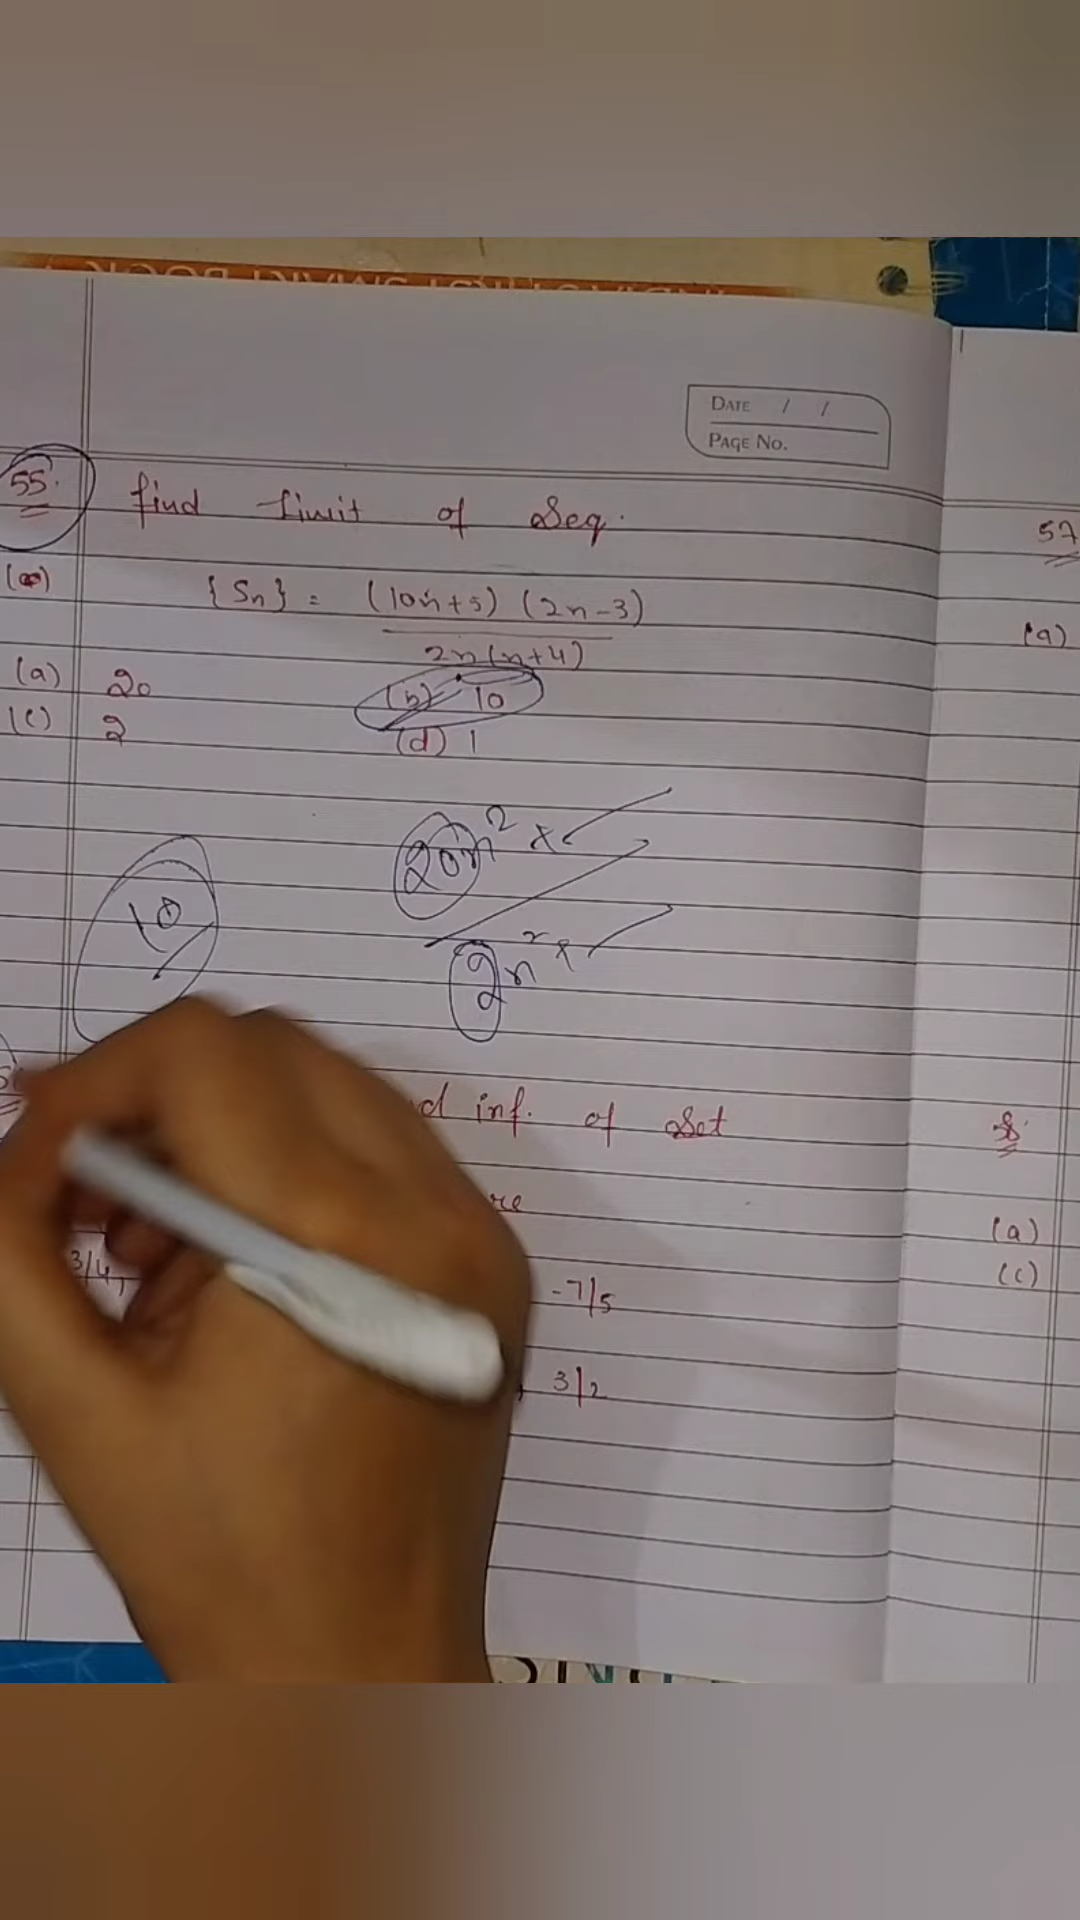 DATE / /
PAGE NO.
55. find limit of Seq.
{Sn} = (10n+5) (2n-3)
2n(n+4)
(a) 20 (b) 10
(c) 2 (d) 1
20n² +
2n² +
10
inf. of Set
3/4,
-7/5
, 3/2
57
(a)
8.
(a)
(c)